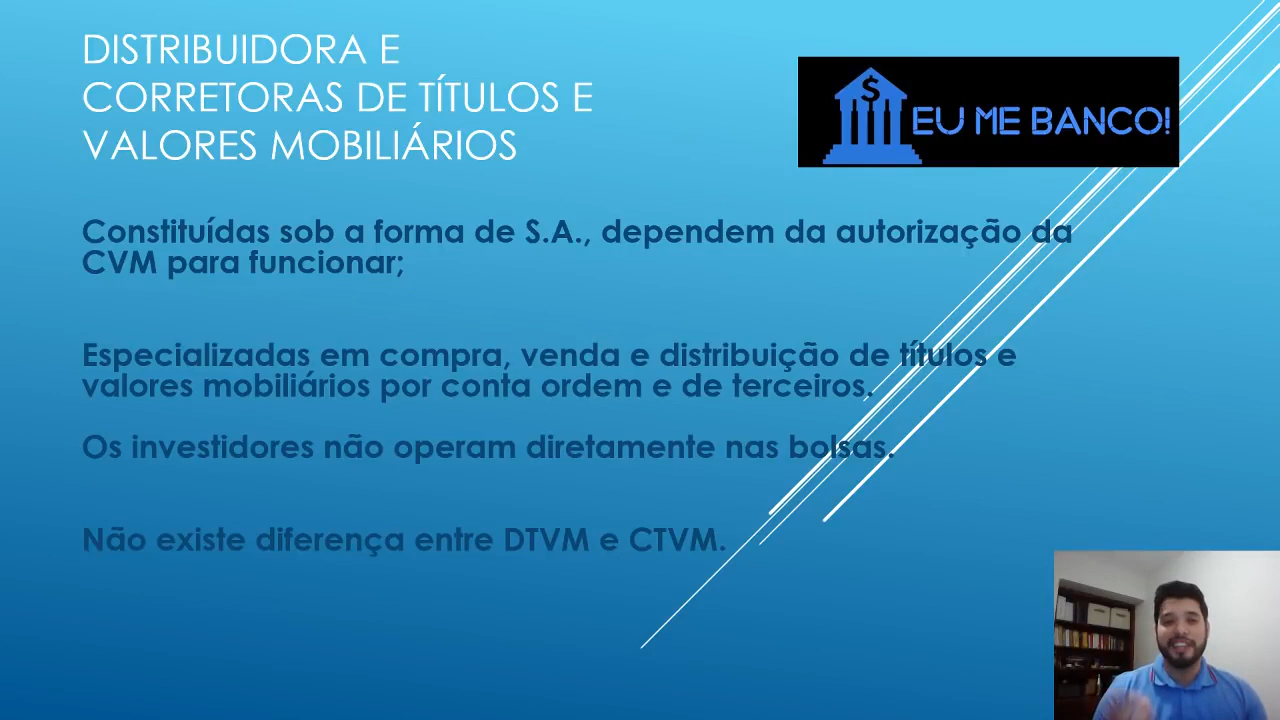 DISTRIBUIDORA E
CORRETORAS DE TÍTULOS E
VALORES MOBILIÁRIOS
$ EU ME BANCO!
Constituídas sob a forma de S.A., dependem da autorização da
CVM para funcionar;
Especializadas em compra, venda e distribuição de títulos e
valores mobiliários por conta ordem e de terceiros.
Os investidores não operam diretamente nas bolsas.
Não existe diferença entre DTVM e CTVM.